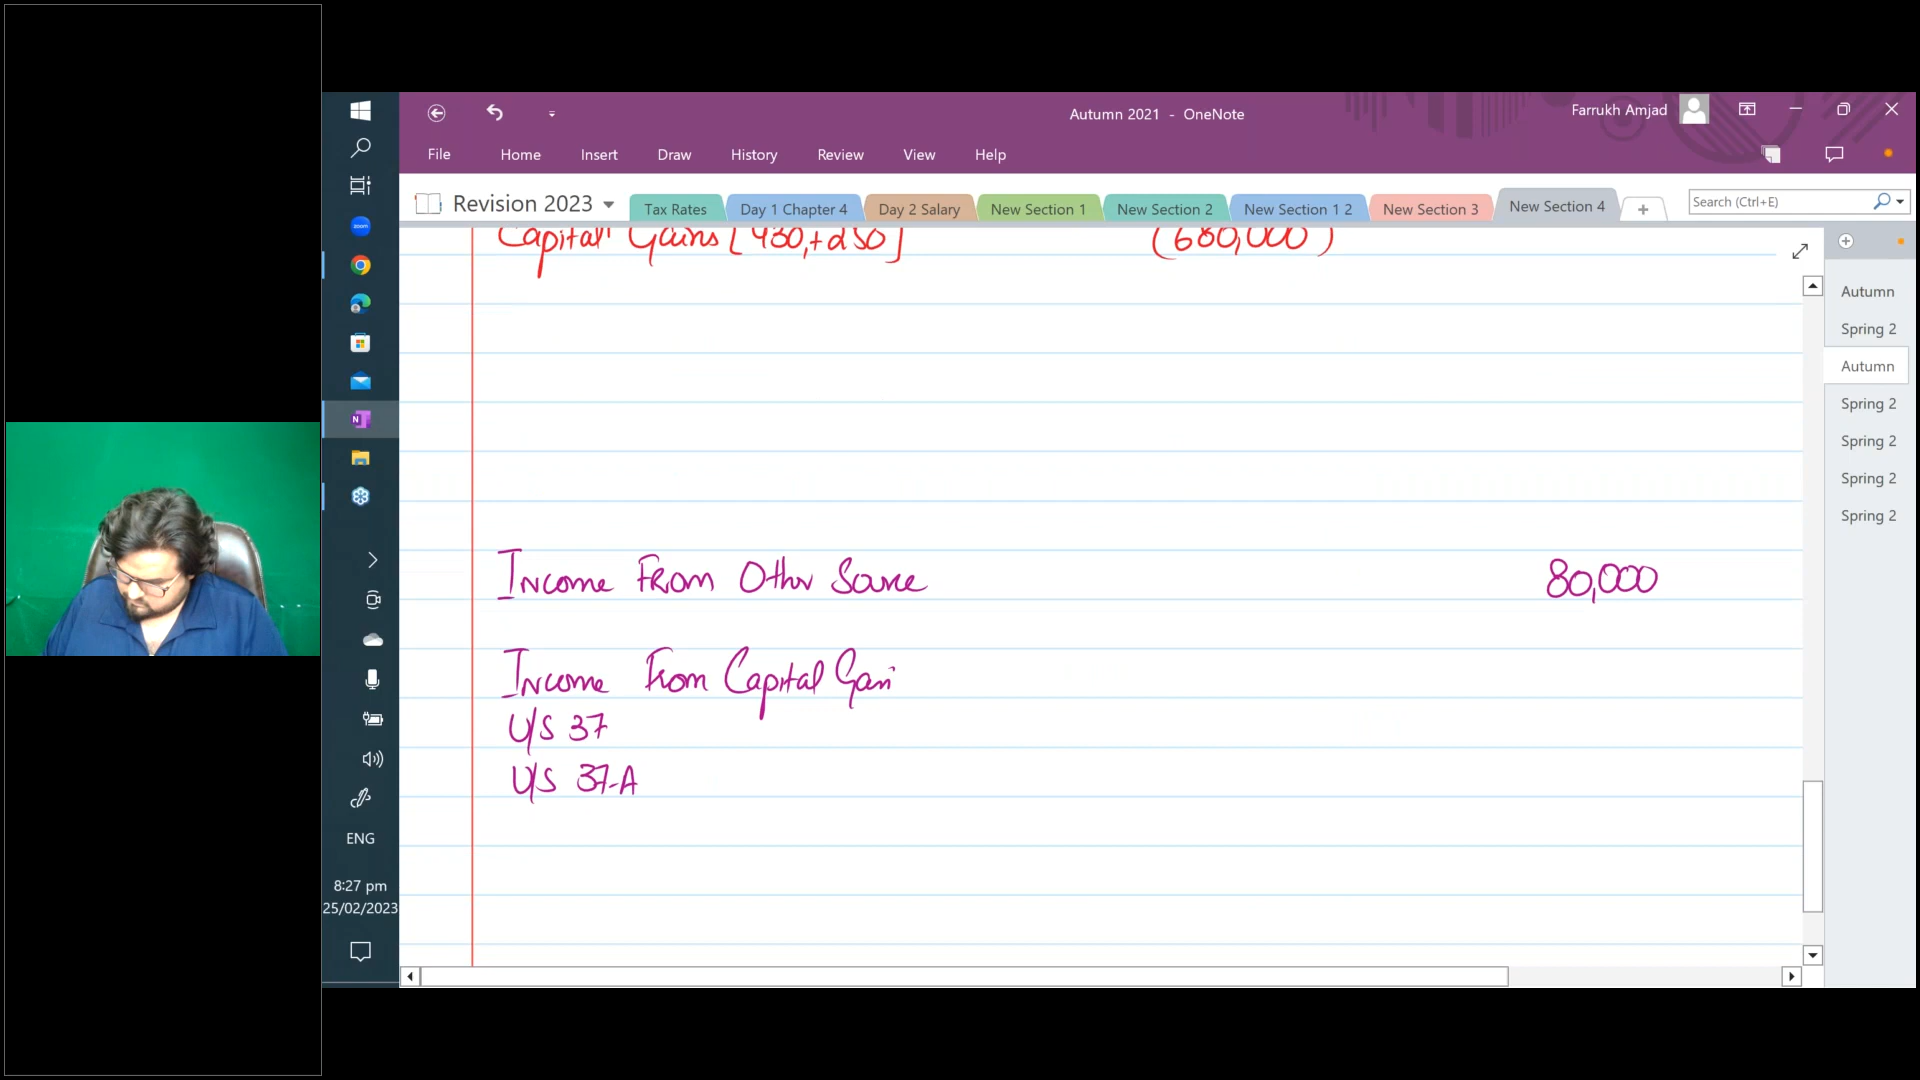 Autumn 2021 - OneNote
Farrukh Amjad
File Home Insert Draw History Review View Help
Revision 2023
Tax Rates
Day 1 Chapter 4
Day 2 Salary
New Section 1
New Section 2
New Section 1 2
New Section 3
New Section 4
Search (Ctrl+E)
Capital Gains [430,+250] (680,000)
Income From Other Source 80,000
Income From Capital Gain
U/S 37
U/S 37-A
Autumn
Spring 2
Autumn
Spring 2
Spring 2
Spring 2
Spring 2
zoom
N
ENG
8:27 pm
25/02/2023